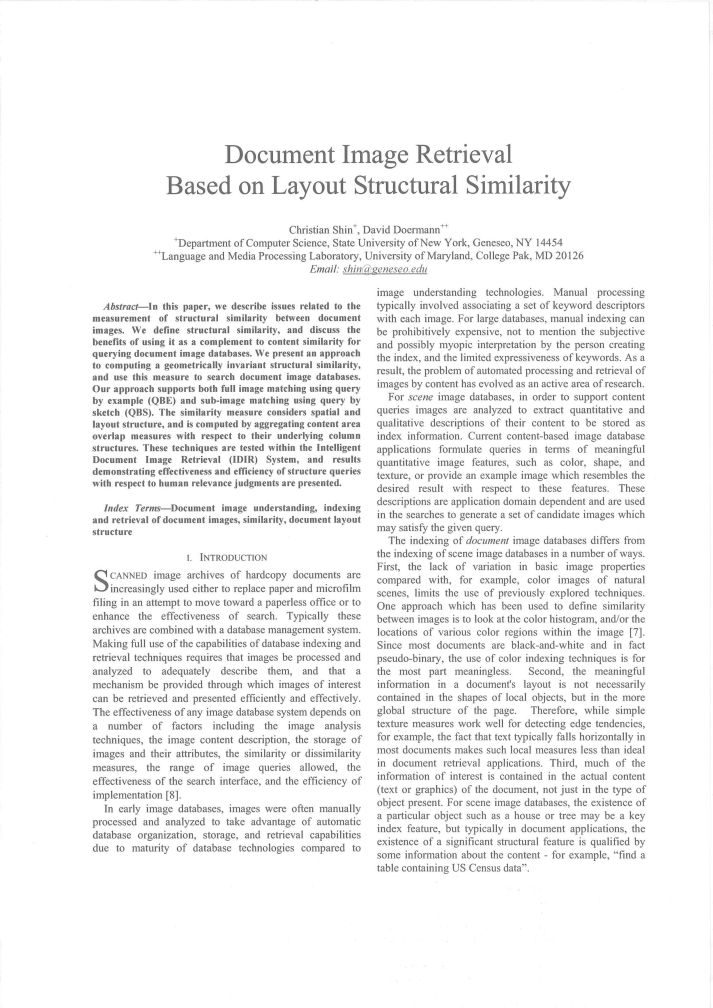 Document Image Retrieval
Based on Layout Structural Similarity
Christian Shin+, David Doermann++
+Department of Computer Science, State University of New York, Geneseo, NY 14454
++Language and Media Processing Laboratory, University of Maryland, College Pak, MD 20126
Email: shin@geneseo.edu
Abstract—In this paper, we describe issues related to the
measurement of structural similarity between document
images. We define structural similarity, and discuss the
benefits of using it as a complement to content similarity for
querying document image databases. We present an approach
to computing a geometrically invariant structural similarity,
and use this measure to search document image databases.
Our approach supports both full image matching using query
by example (QBE) and sub-image matching using query by
sketch (QBS). The similarity measure considers spatial and
layout structure, and is computed by aggregating content area
overlap measures with respect to their underlying column
structures. These techniques are tested within the Intelligent
Document Image Retrieval (IDIR) System, and results
demonstrating effectiveness and efficiency of structure queries
with respect to human relevance judgments are presented.
Index Terms—Document image understanding, indexing
and retrieval of document images, similarity, document layout
structure
I. INTRODUCTION
SCANNED image archives of hardcopy documents are
increasingly used either to replace paper and microfilm
filing in an attempt to move toward a paperless office or to
enhance the effectiveness of search. Typically these
archives are combined with a database management system.
Making full use of the capabilities of database indexing and
retrieval techniques requires that images be processed and
analyzed to adequately describe them, and that a
mechanism be provided through which images of interest
can be retrieved and presented efficiently and effectively.
The effectiveness of any image database system depends on
a number of factors including the image analysis
techniques, the image content description, the storage of
images and their attributes, the similarity or dissimilarity
measures, the range of image queries allowed, the
effectiveness of the search interface, and the efficiency of
implementation [8].
In early image databases, images were often manually
processed and analyzed to take advantage of automatic
database organization, storage, and retrieval capabilities
due to maturity of database technologies compared to
image understanding technologies. Manual processing
typically involved associating a set of keyword descriptors
with each image. For large databases, manual indexing can
be prohibitively expensive, not to mention the subjective
and possibly myopic interpretation by the person creating
the index, and the limited expressiveness of keywords. As a
result, the problem of automated processing and retrieval of
images by content has evolved as an active area of research.
For scene image databases, in order to support content
queries images are analyzed to extract quantitative and
qualitative descriptions of their content to be stored as
index information. Current content-based image database
applications formulate queries in terms of meaningful
quantitative image features, such as color, shape, and
texture, or provide an example image which resembles the
desired result with respect to these features. These
descriptions are application domain dependent and are used
in the searches to generate a set of candidate images which
may satisfy the given query.
The indexing of document image databases differs from
the indexing of scene image databases in a number of ways.
First, the lack of variation in basic image properties
compared with, for example, color images of natural
scenes, limits the use of previously explored techniques.
One approach which has been used to define similarity
between images is to look at the color histogram, and/or the
locations of various color regions within the image [7].
Since most documents are black-and-white and in fact
pseudo-binary, the use of color indexing techniques is for
the most part meaningless. Second, the meaningful
information in a document's layout is not necessarily
contained in the shapes of local objects, but in the more
global structure of the page. Therefore, while simple
texture measures work well for detecting edge tendencies,
for example, the fact that text typically falls horizontally in
most documents makes such local measures less than ideal
in document retrieval applications. Third, much of the
information of interest is contained in the actual content
(text or graphics) of the document, not just in the type of
object present. For scene image databases, the existence of
a particular object such as a house or tree may be a key
index feature, but typically in document applications, the
existence of a significant structural feature is qualified by
some information about the content - for example, “find a
table containing US Census data”.